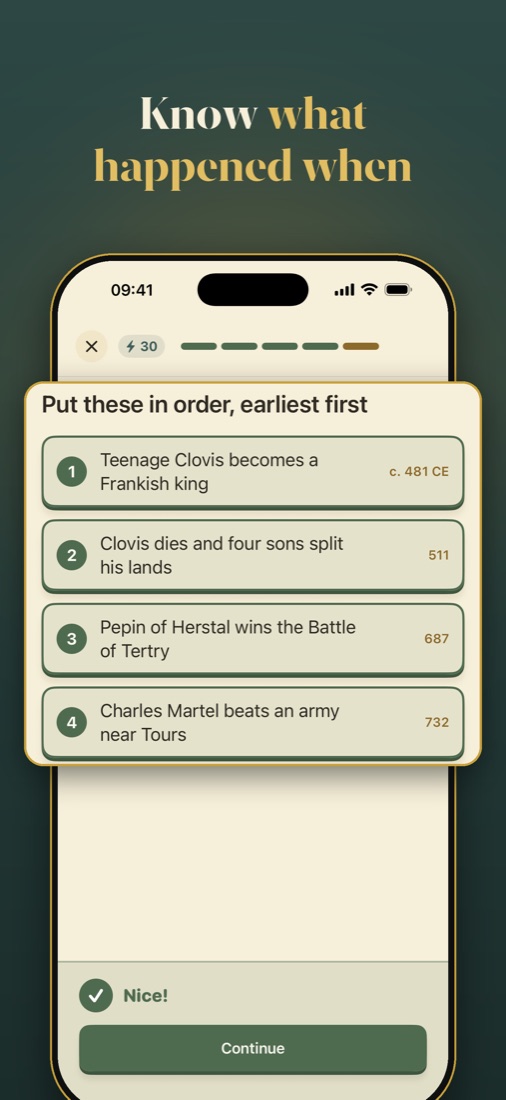 Know what
happened when
09:41
30
Put these in order, earliest first
1
Teenage Clovis becomes a
Frankish king
c. 481 CE
2
Clovis dies and four sons split
his lands
511
3
Pepin of Herstal wins the Battle
of Tertry
687
4
Charles Martel beats an army
near Tours
732
Nice!
Continue